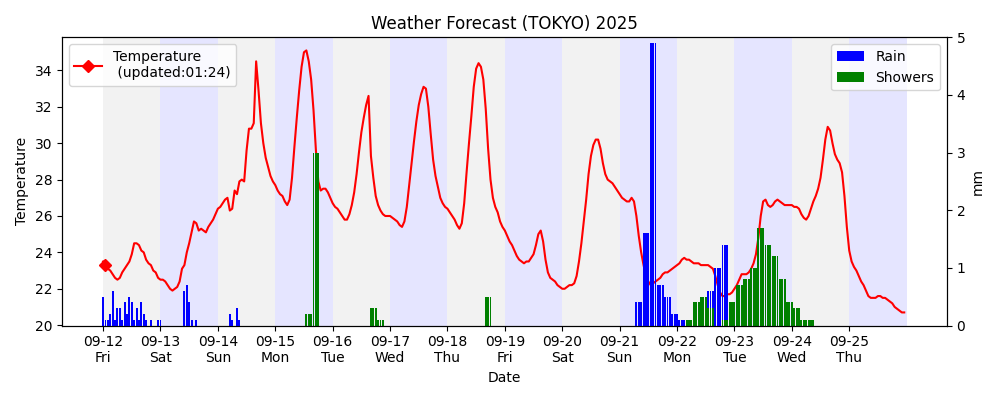 Weather Forecast (TOKYO) 2025
Temperature
(updated:01:24)
Rain
Showers
Temperature
34
32
30
28
26
24
22
20
5
4
3
2
1
0
mm
09-12 09-13 09-14 09-15 09-16 09-17 09-18 09-19 09-20 09-21 09-22 09-23 09-24 09-25
Fri Sat Sun Mon Tue Wed Thu Fri Sat Sun Mon Tue Wed Thu
Date